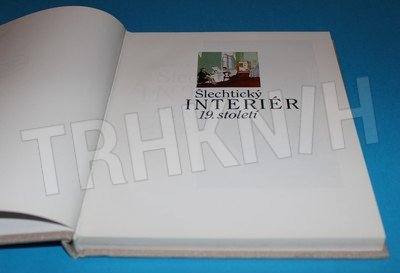 Šlechtický
INTERIÉR
19. století
TRHKNIH